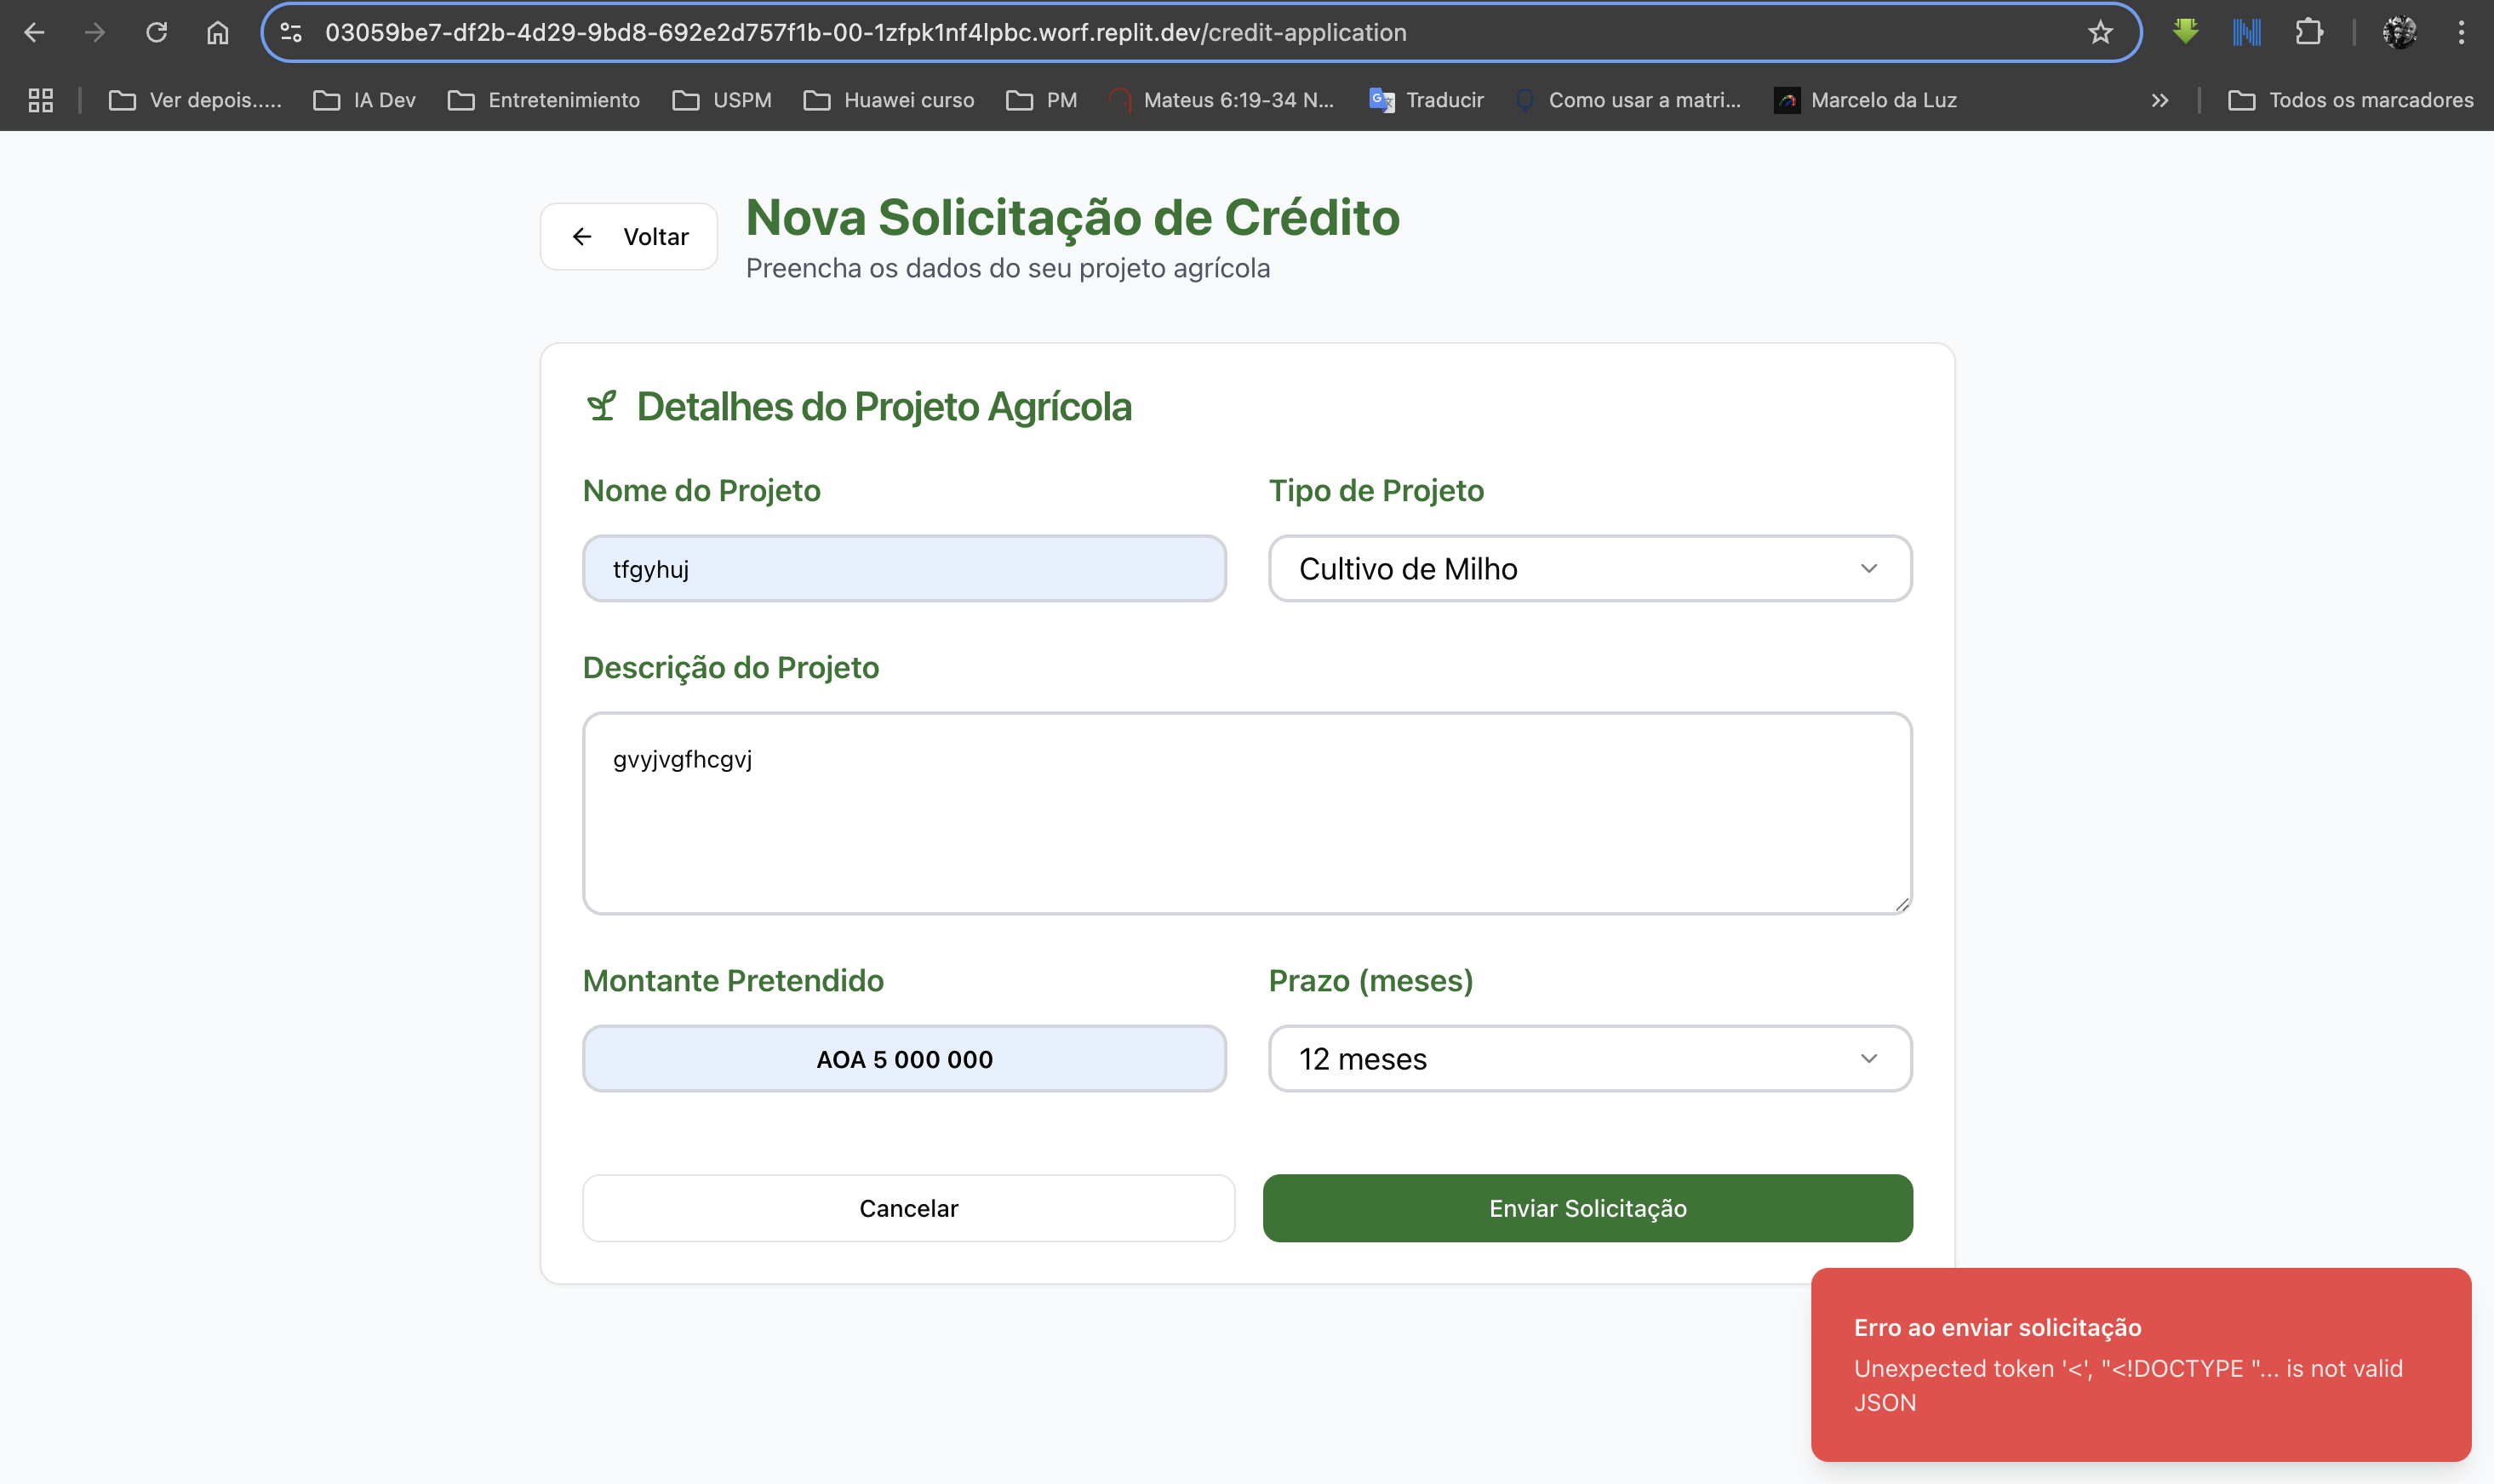 03059be7-df2b-4d29-9bd8-692e2d757f1b-00-1zfpk1nf4lpbc.worf.replit.dev/credit-application
Ver depois..... IA Dev Entretenimiento USPM Huawei curso PM Mateus 6:19-34 N... Traducir Como usar a matri... Marcelo da Luz Todos os marcadores
Voltar
Nova Solicitação de Crédito
Preencha os dados do seu projeto agrícola
Detalhes do Projeto Agrícola
Nome do Projeto Tipo de Projeto
tfgyhuj Cultivo de Milho
Descrição do Projeto
gvyjvgfhcgvj
Montante Pretendido Prazo (meses)
AOA 5 000 000 12 meses
Cancelar Enviar Solicitação
Erro ao enviar solicitação
Unexpected token '<', "<!DOCTYPE "... is not valid
JSON